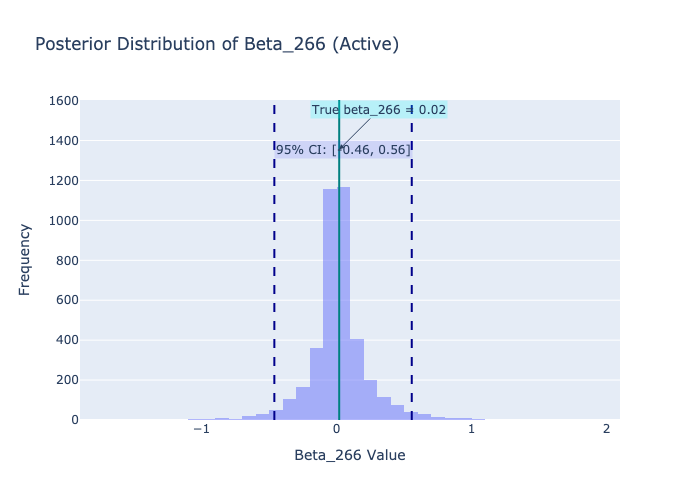 Posterior Distribution of Beta_266 (Active)
1600
True beta_266 = 0.02
1400
95% CI: [-0.46, 0.56]
1200
1000
800
600
400
200
0
Frequency
−1
0
1
2
Beta_266 Value